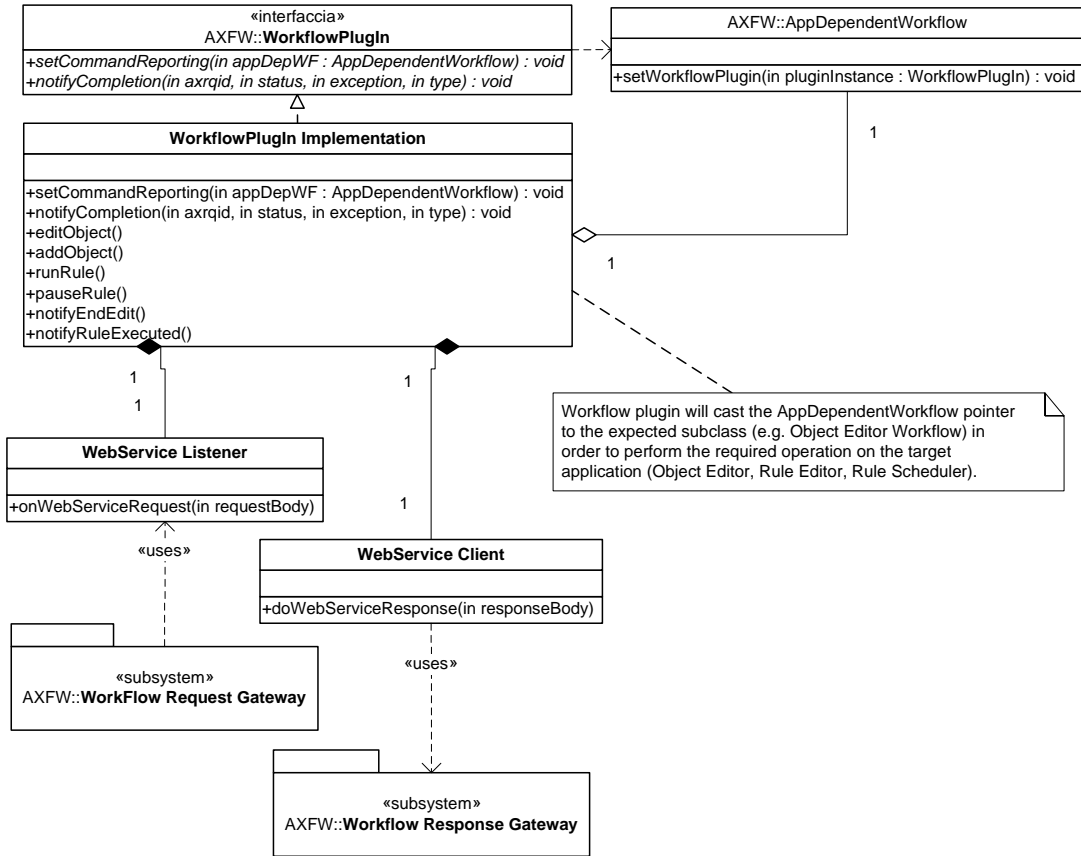 «interfaccia»
AXFW::WorkflowPlugIn
+setCommandReporting(in appDepWF : AppDependentWorkflow) : void
+notifyCompletion(in axrqid, in status, in exception, in type) : void
AXFW::AppDependentWorkflow
+setWorkflowPlugin(in pluginInstance : WorkflowPlugIn) : void
WorkflowPlugIn Implementation
+setCommandReporting(in appDepWF : AppDependentWorkflow) : void
+notifyCompletion(in axrqid, in status, in exception, in type) : void
+editObject()
+addObject()
+runRule()
+pauseRule()
+notifyEndEdit()
+notifyRuleExecuted()
1
1
1
1
1
1
Workflow plugin will cast the AppDependentWorkflow pointer
to the expected subclass (e.g. Object Editor Workflow) in
order to perform the required operation on the target
application (Object Editor, Rule Editor, Rule Scheduler).
WebService Listener
+onWebServiceRequest(in requestBody)
«uses»
WebService Client
+doWebServiceResponse(in responseBody)
«uses»
«subsystem»
AXFW::WorkFlow Request Gateway
«subsystem»
AXFW::Workflow Response Gateway